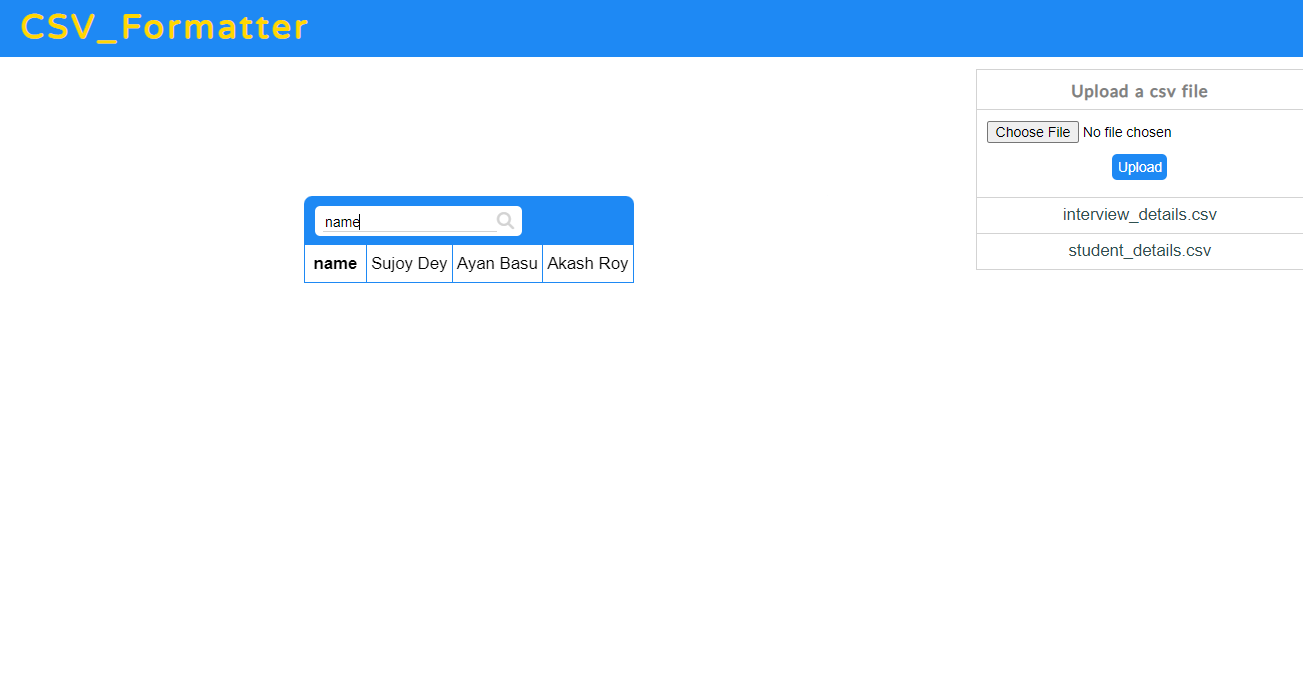 CSV_Formatter
Upload a csv file
Choose File No file chosen
Upload
interview_details.csv
student_details.csv
name
name Sujoy Dey Ayan Basu Akash Roy